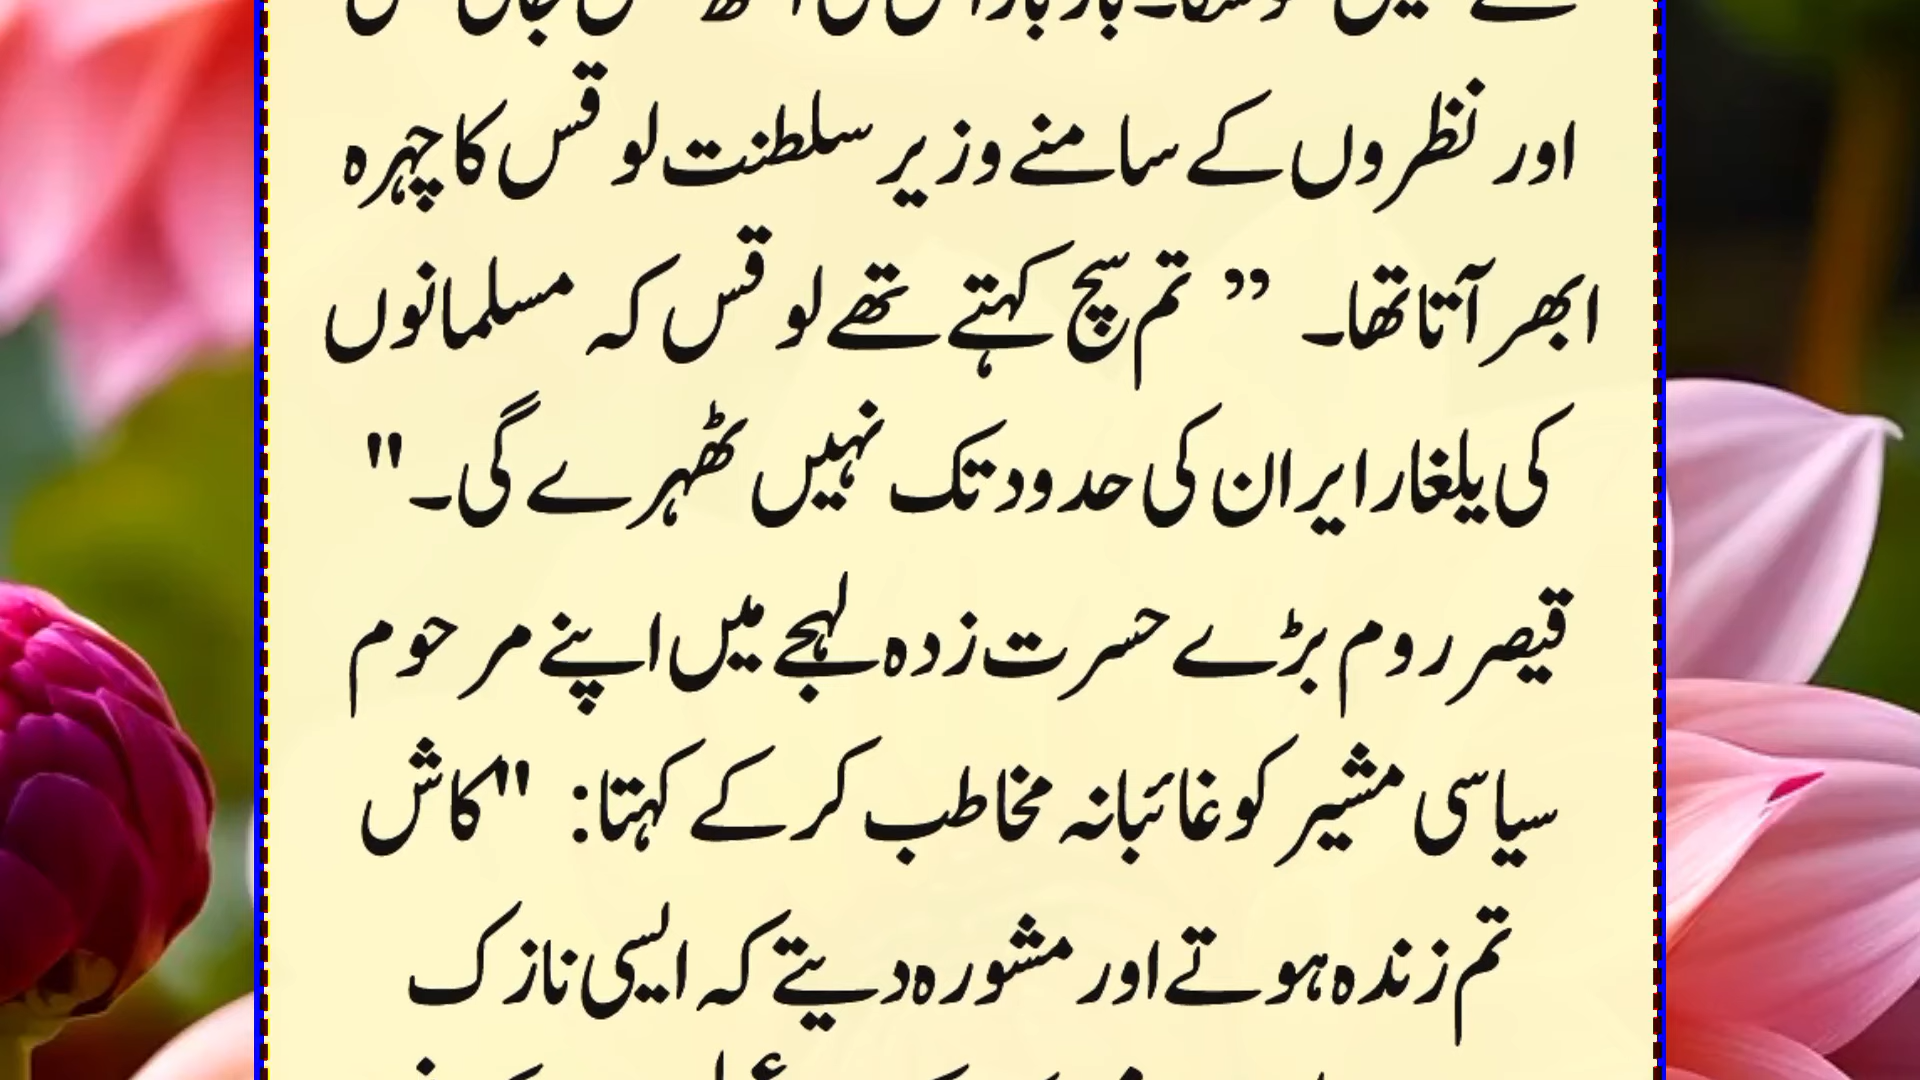 اور نظروں کے سامنے وزیر سلطنت لوقس کا چہرہ
ابھر آتا تھا۔ ” تم سچ کہتے تھے لوقس کہ مسلمانوں
کی یلغار ایران کی حدود تک نہیں ٹھہرے گی۔"
قیصر روم بڑے حسرت زدہ لہجے میں اپنے مرحوم
سیاسی مشیر کو غائبانہ مخاطب کر کے کہتا: "کاش
تم زندہ ہوتے اور مشورہ دیتے کہ ایسی نازک